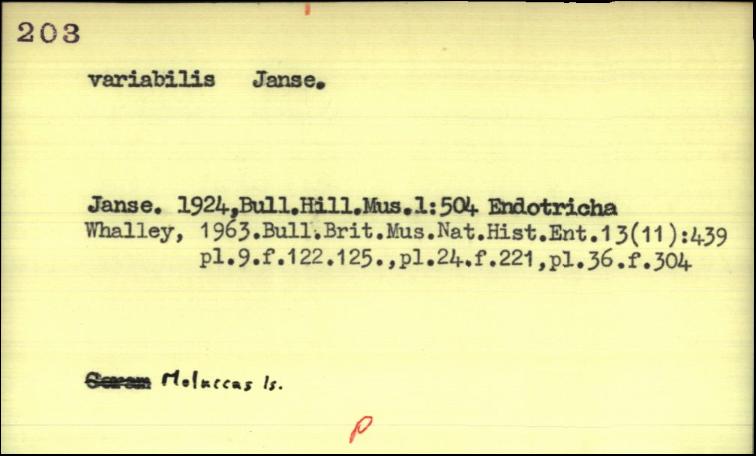 203
variabilis Janse.
Janse. 1924,Bull.Hill.Mus.1:504 Endotricha
Whalley, 1963.Bull.Brit.Mus.Nat.Hist.Ent.13(11):439
pl.9.f.122.125.,pl.24.f.221,pl.36.f.304
Ceram Moluccas Is.
P